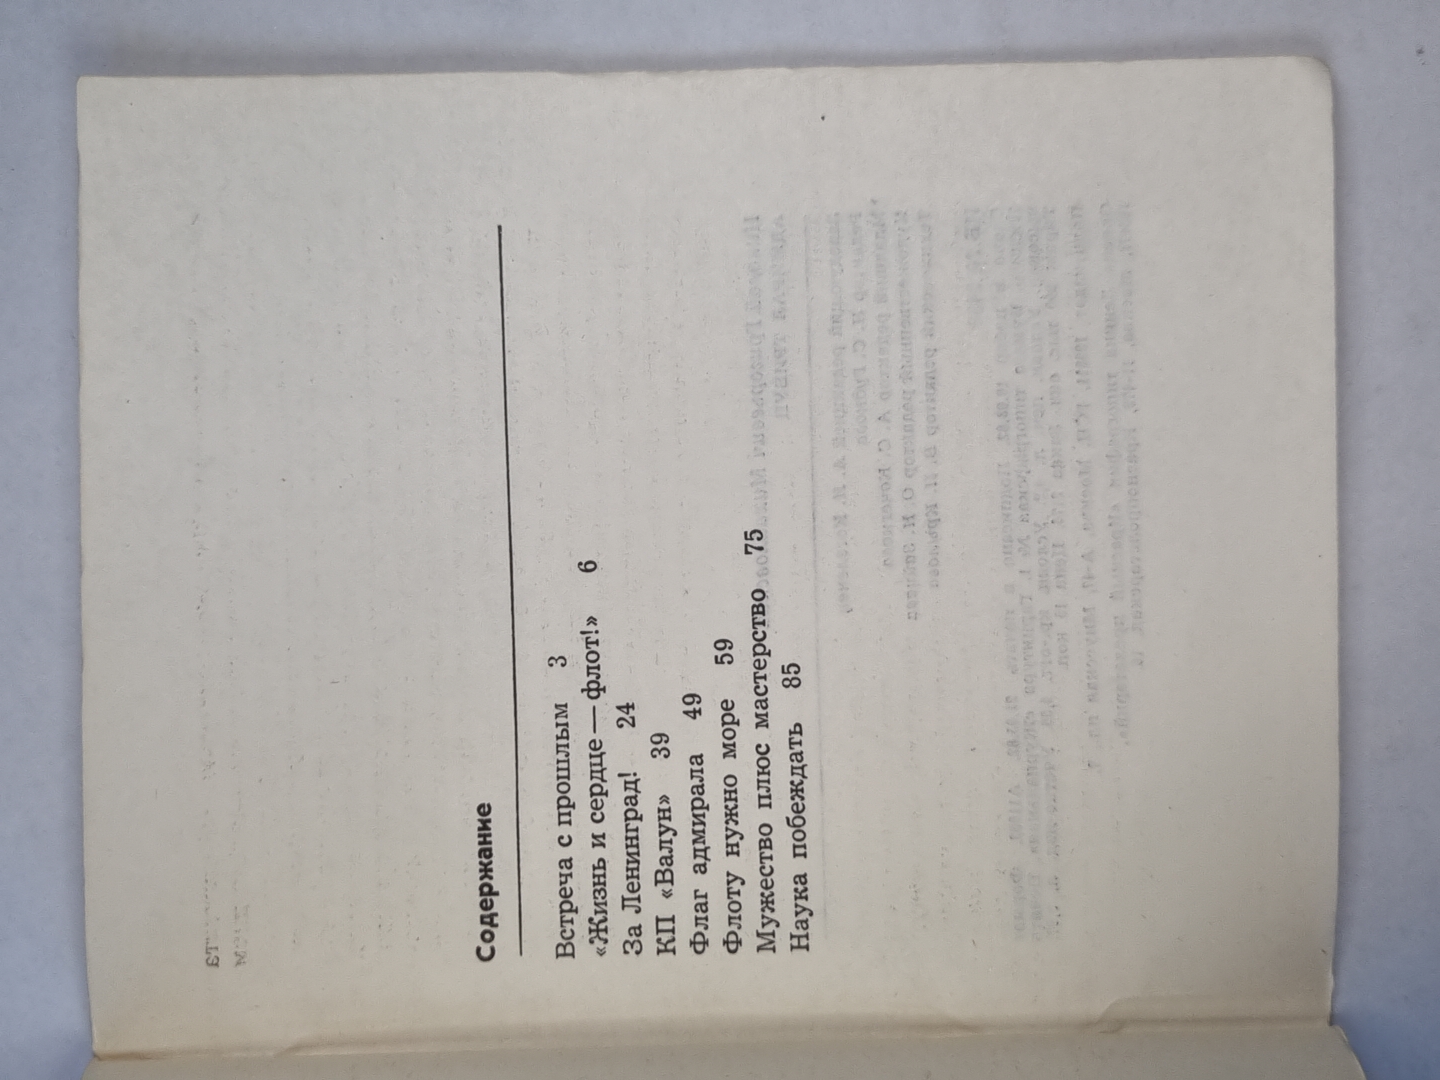 Содержание
Встреча с прошлым 3
«Жизнь и сердце — флот!» 6
За Ленинград! 24
КП «Валун» 39
Флаг адмирала 49
Флоту нужно море 59
Мужество плюс мастерство 75
Наука побеждать 85